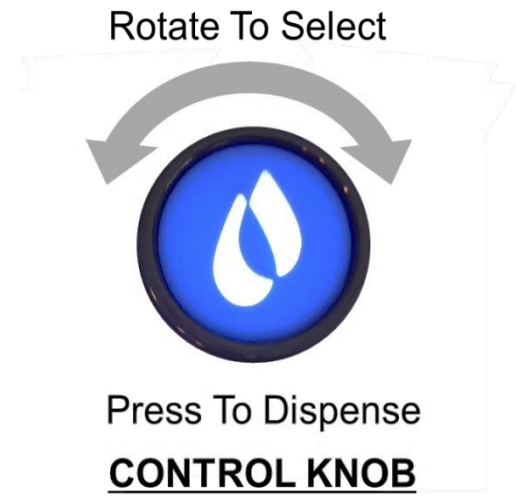 Rotate To Select
Press To Dispense
CONTROL KNOB